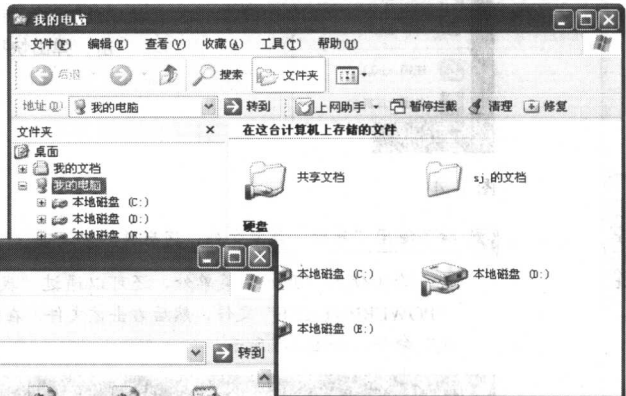 我的电脑
文件(F) 编辑(E) 查看(V) 收藏(A) 工具(T) 帮助(H)
后退 搜索 文件夹
地址(D) 我的电脑 转到 上网助手 暂停拦截 清理 修复
文件夹 × 在这台计算机上存储的文件
桌面
我的文档
我的电脑
本地磁盘 (C:)
本地磁盘 (D:)
本地磁盘 (E:)
共享文档 sj 的文档
硬盘
本地磁盘 (C:) 本地磁盘 (D:)
本地磁盘 (E:)
转到